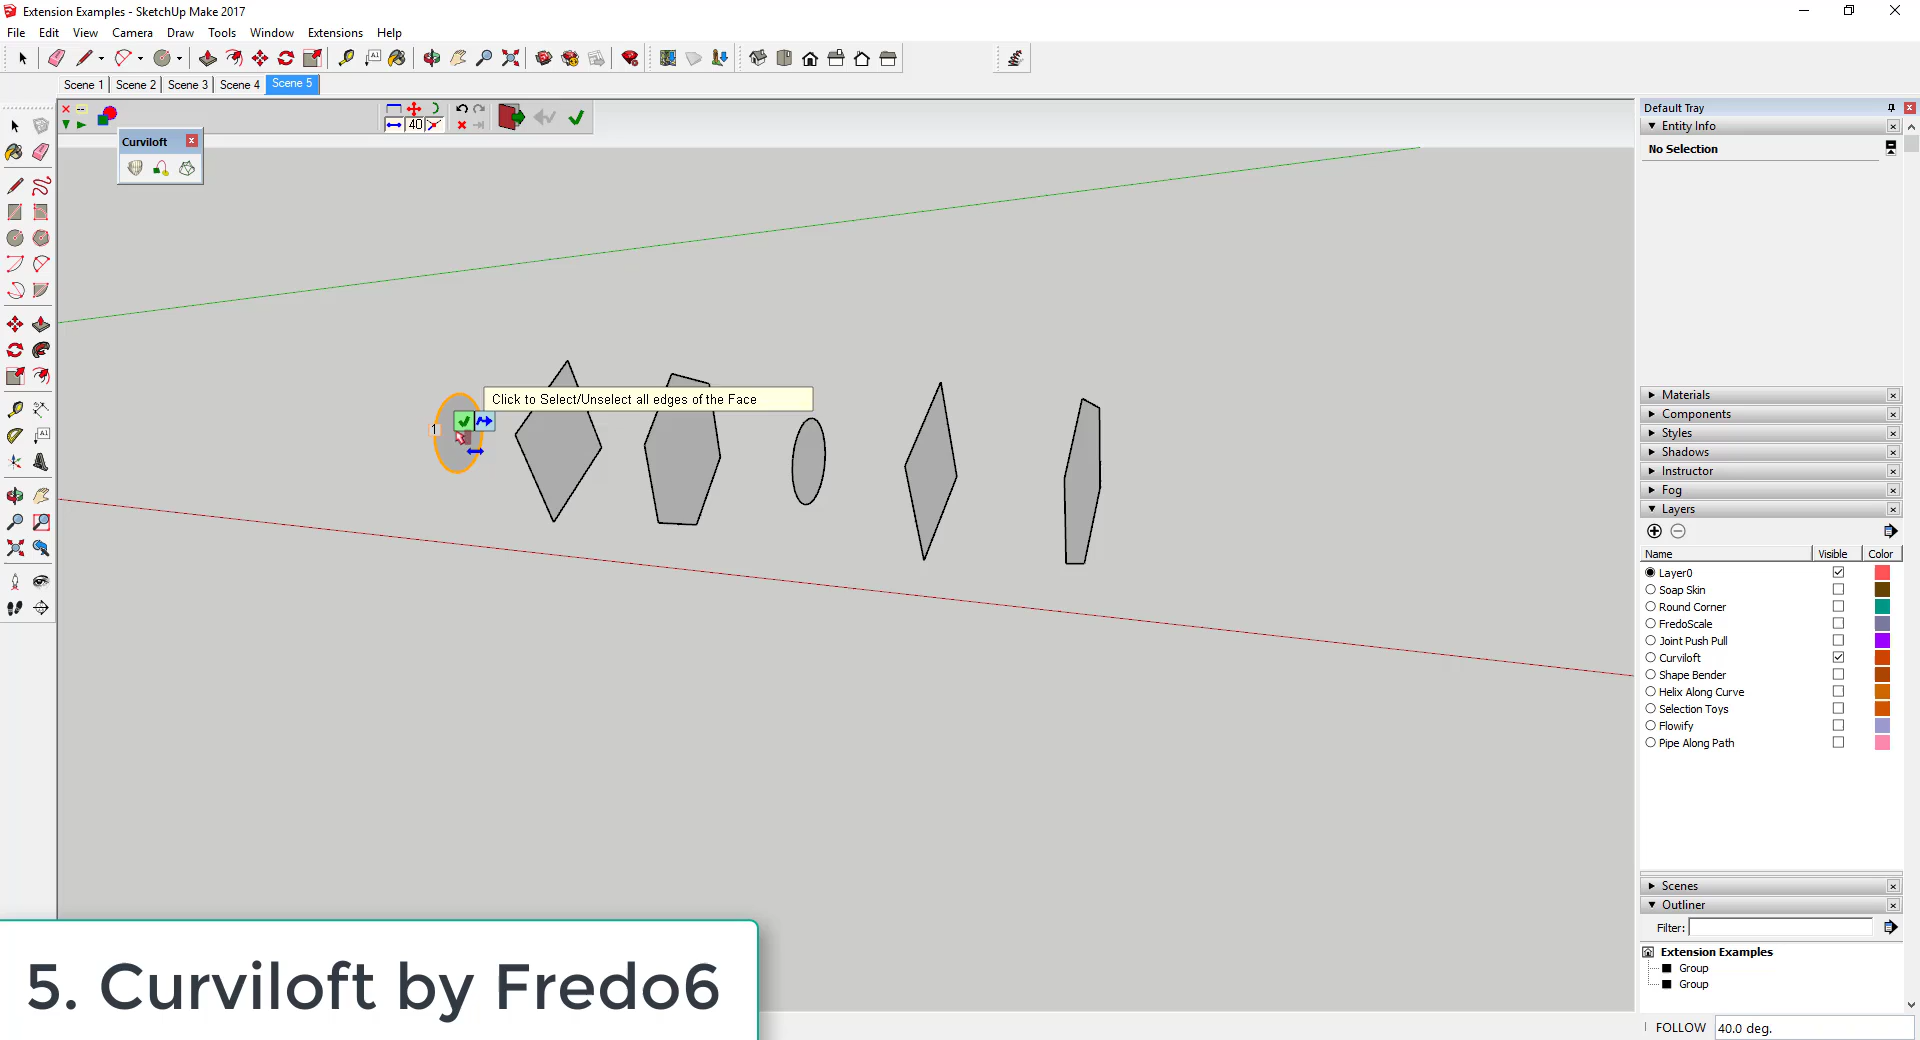 Extension Examples - SketchUp Make 2017
File Edit View Camera Draw Tools Window Extensions Help
Scene 1 Scene 2 Scene 3 Scene 4 Scene 5
40
Curviloft
Click to Select/Unselect all edges of the Face
1
Default Tray
Entity Info
No Selection
Materials
Components
Styles
Shadows
Instructor
Fog
Layers
Name Visible Color
Layer0
Soap Skin
Round Corner
FredoScale
Joint Push Pull
Curviloft
Shape Bender
Helix Along Curve
Selection Toys
Flowify
Pipe Along Path
Scenes
Outliner
Filter:
Extension Examples
Group
Group
5. Curviloft by Fredo6
FOLLOW 40.0 deg.